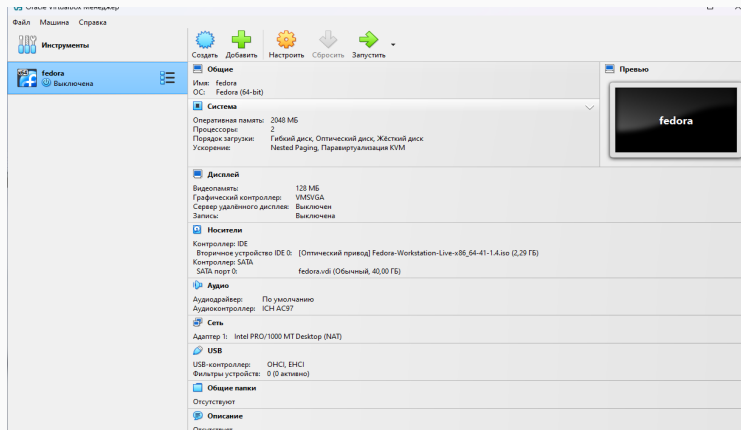 Oracle VirtualBox Менеджер
Файл Машина Справка
Инструменты
Создать Добавить Настроить Сбросить Запустить
fedora
Выключена
Общие
Имя: fedora
ОС: Fedora (64-bit)
Превью
fedora
Система
Оперативная память: 2048 МБ
Процессоры: 2
Порядок загрузки: Гибкий диск, Оптический диск, Жёсткий диск
Ускорение: Nested Paging, Паравиртуализация KVM
Дисплей
Видеопамять: 128 МБ
Графический контроллер: VMSVGA
Сервер удалённого дисплея: Выключен
Запись: Выключена
Носители
Контроллер: IDE
Вторичное устройство IDE 0: [Оптический привод] Fedora-Workstation-Live-x86_64-41-1.4.iso (2,29 ГБ)
Контроллер: SATA
SATA порт 0: fedora.vdi (Обычный, 40,00 ГБ)
Аудио
Аудиодрайвер: По умолчанию
Аудиоконтроллер: ICH AC97
Сеть
Адаптер 1: Intel PRO/1000 MT Desktop (NAT)
USB
USB-контроллер: OHCI, EHCI
Фильтры устройств: 0 (0 активно)
Общие папки
Отсутствуют
Описание
Отсутствует